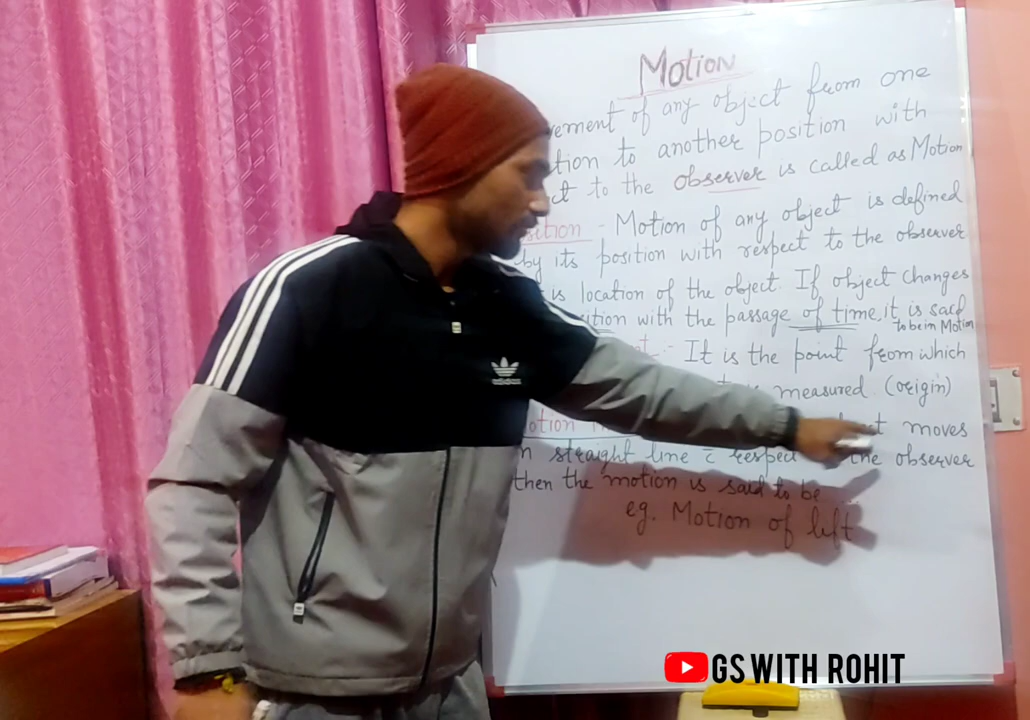 Motion
vement of any object from one
tion to another position with
ct to the observer is called as Motion
sition - Motion of any object is defined
by its position with respect to the observer
is location of the object. If object changes
ition with the passage of time, it is said
to be in Motion
- It is the point from which
measured (origin)
otion moves
n straight line c̄ respect the observer
then the motion is said to be
eg. Motion of lift
adidas
GS WITH ROHIT